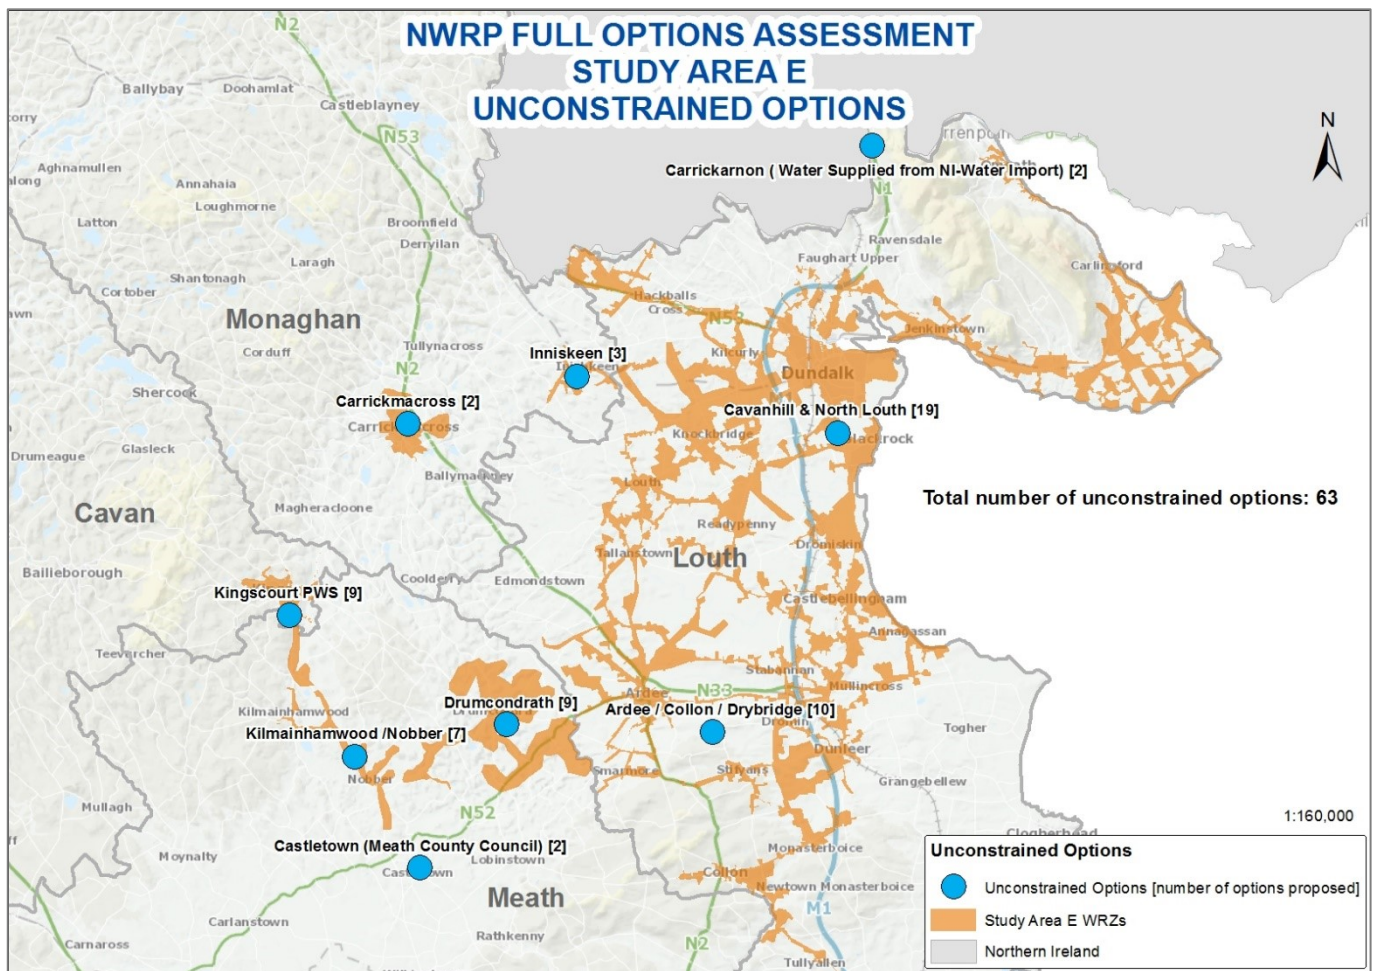 NWRP FULL OPTIONS ASSESSMENT
STUDY AREA E
UNCONSTRAINED OPTIONS
N2
Ballybay
Doohamlat
Castleblayney
N53
Aghnamullen
Annahaia
Loughmorne
Latton
Broomfield
Derryilan
Laragh
Shantonagh
Cortober
Monaghan
Corduff
Tullynacross
N2
Shercock
N
Carrickarnon ( Water Supplied from NI-Water Import) [2]
N1
Ravensdale
Faughart Upper
Carlingford
Hackballs
Cross
N53
Jenkinstown
Kilcurly
Inniskeen [3]
Dundalk
Carrickmacross [2]
Cavanhill & North Louth [19]
Knockbridge
Drumeague
Glasleck
Ballymackney
Magheracloone
Louth
Total number of unconstrained options: 63
Cavan
Readypenny
Dromiskin
Tallanstown
Louth
Bailieborough
Coolderry
Edmondstown
Kingscourt PWS [9]
Castlebellingham
Annagassan
Teevurcher
Stabannan
Ardee
N33
Mullincross
Drumcondrath [9]
Ardee / Collon / Drybridge [10]
Dromin
Togher
Kilmainhamwood
Kilmainhamwood /Nobber [7]
Dunleer
Nobber
Smarmore
Stifyans
Grangebellew
Mullagh
N52
1:160,000
Clogherhead
Castletown (Meath County Council) [2]
Moynalty
Lobinstown
Monasterboice
Meath
Collon
Newtown Monasterboice
M1
Carlanstown
Rathkenny
Carnaross
N2
Tullyallen
Unconstrained Options
Unconstrained Options [number of options proposed]
Study Area E WRZs
Northern Ireland